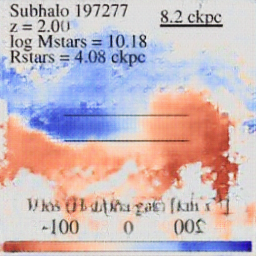 Subhalo 197277
8.2 ckpc
z = 2.00
log Mstars = 10.18
Rstars = 4.08 ckpc
-100 0